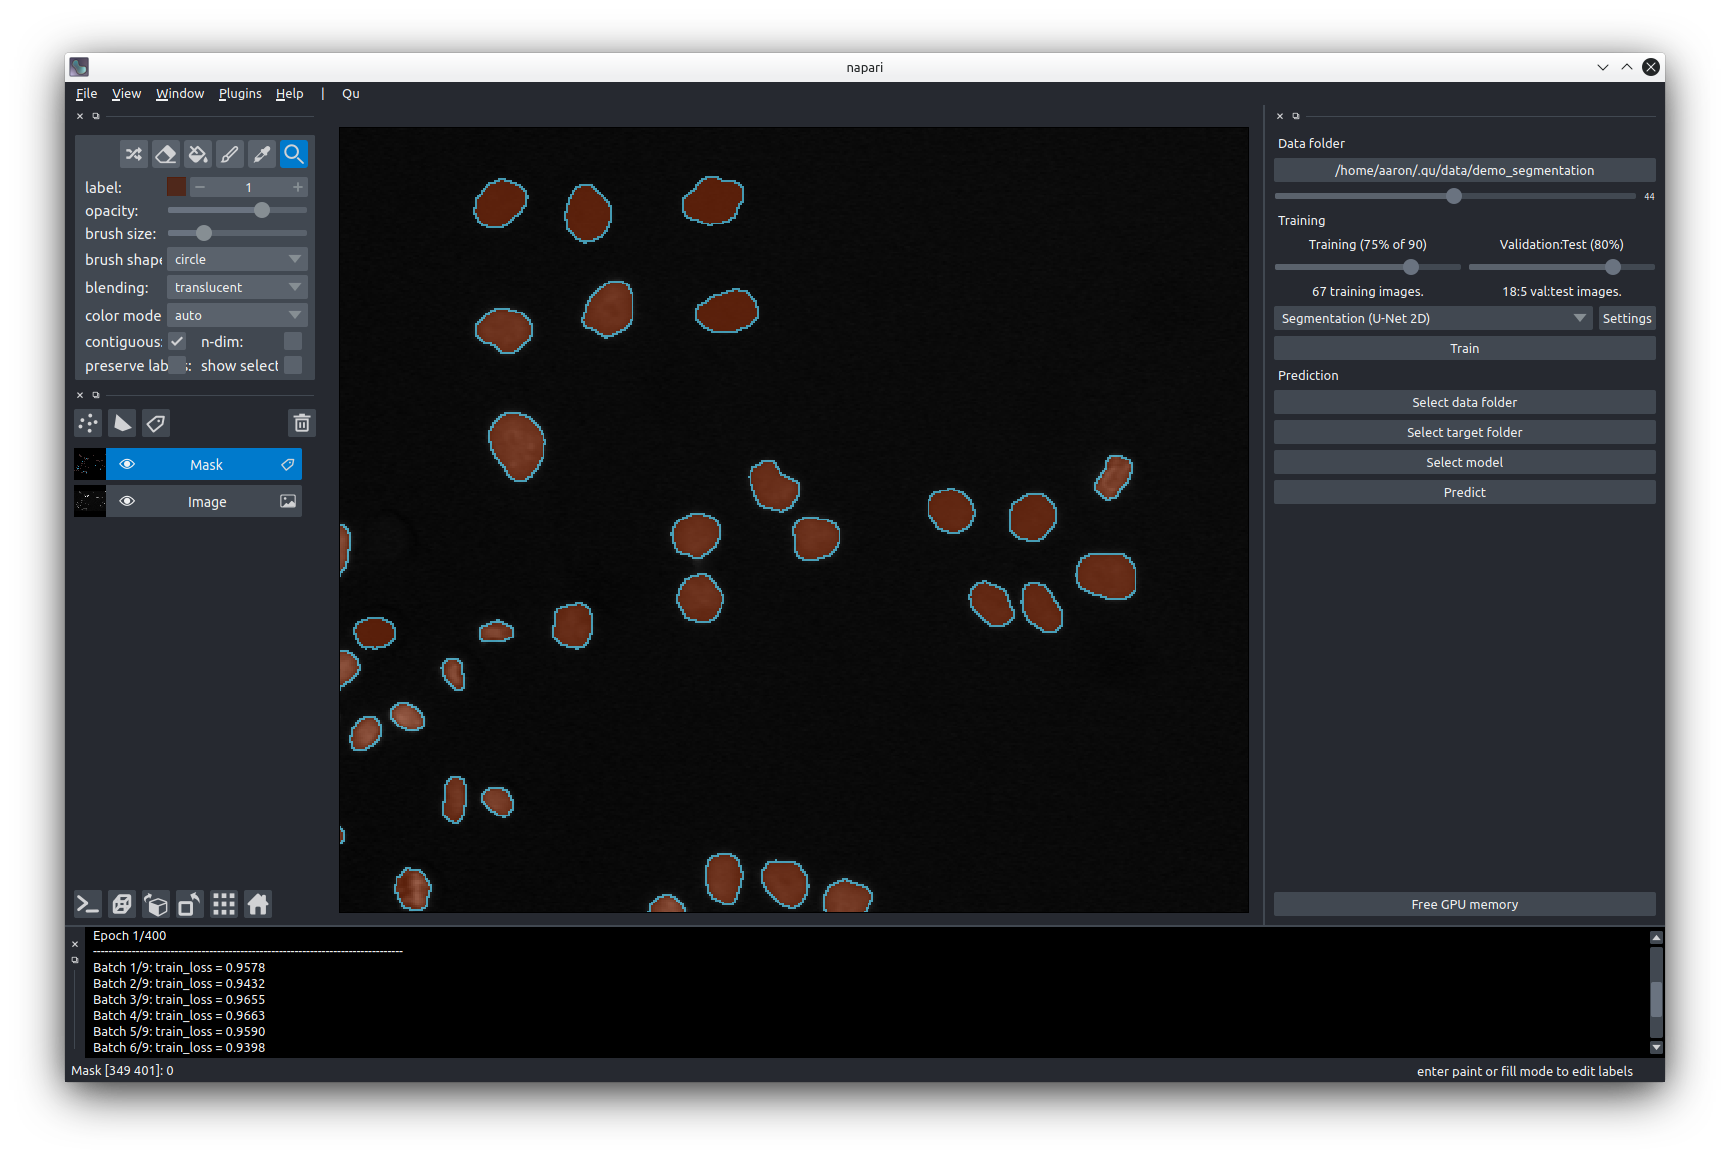 napari
File View Window Plugins Help | Qu
label: 1
opacity:
brush size:
brush shape circle
blending: translucent
color mode auto
contiguous: n-dim:
preserve lab s: show select
Mask
Image
Data folder
/home/aaron/.qu/data/demo_segmentation
44
Training
Training (75% of 90) Validation:Test (80%)
67 training images. 18:5 val:test images.
Segmentation (U-Net 2D) Settings
Train
Prediction
Select data folder
Select target folder
Select model
Predict
Free GPU memory
Epoch 1/400
--------------------------------------------------------------------------------
Batch 1/9: train_loss = 0.9578
Batch 2/9: train_loss = 0.9432
Batch 3/9: train_loss = 0.9655
Batch 4/9: train_loss = 0.9663
Batch 5/9: train_loss = 0.9590
Batch 6/9: train_loss = 0.9398
Mask [349 401]: 0
enter paint or fill mode to edit labels